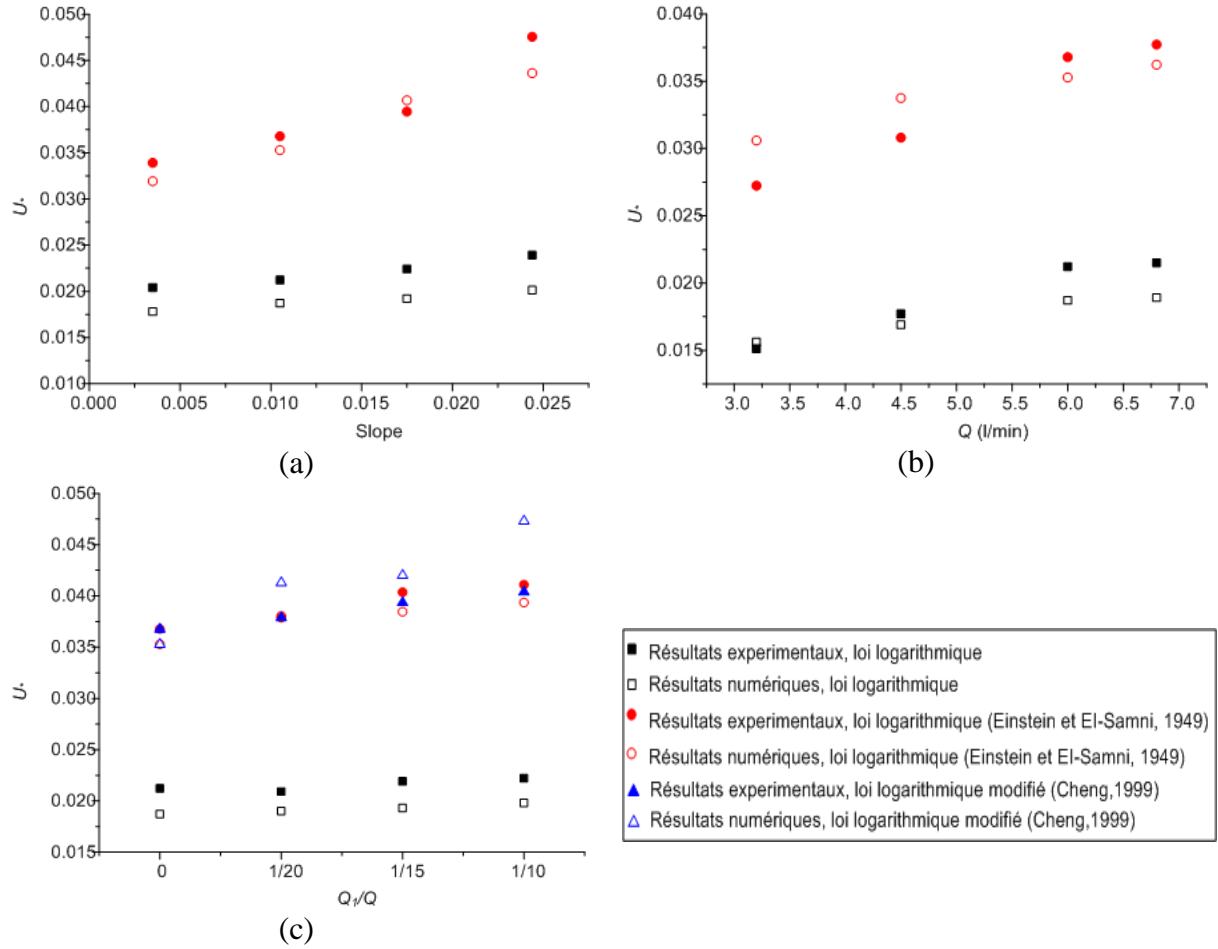 0.050
0.045
0.040
0.035
0.030
0.025
0.020
0.015
0.010
U*
0.000 0.005 0.010 0.015 0.020 0.025
Slope
(a)
0.040
0.035
0.030
0.025
0.020
0.015
U*
3.0 3.5 4.0 4.5 5.0 5.5 6.0 6.5 7.0
Q (l/min)
(b)
0.050
0.045
0.040
0.035
0.030
0.025
0.020
0.015
U*
0 1/20 1/15 1/10
Q1/Q
(c)
Résultats experimentaux, loi logarithmique
Résultats numériques, loi logarithmique
Résultats experimentaux, loi logarithmique (Einstein et El-Samni, 1949)
Résultats numériques, loi logarithmique (Einstein et El-Samni, 1949)
Résultats experimentaux, loi logarithmique modifié (Cheng,1999)
Résultats numériques, loi logarithmique modifié (Cheng,1999)